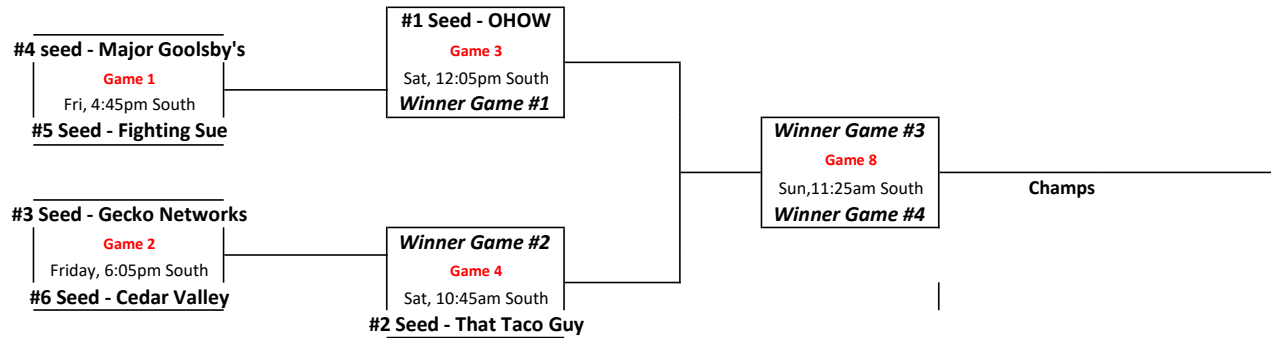 #4 seed - Major Goolsby's
Game 1
Fri, 4:45pm South
#5 Seed - Fighting Sue
#3 Seed - Gecko Networks
Game 2
Friday, 6:05pm South
#6 Seed - Cedar Valley
#1 Seed - OHOW
Game 3
Sat, 12:05pm South
Winner Game #1
Winner Game #2
Game 4
Sat, 10:45am South
#2 Seed - That Taco Guy
Winner Game #3
Game 8
Sun,11:25am South
Winner Game #4
Champs